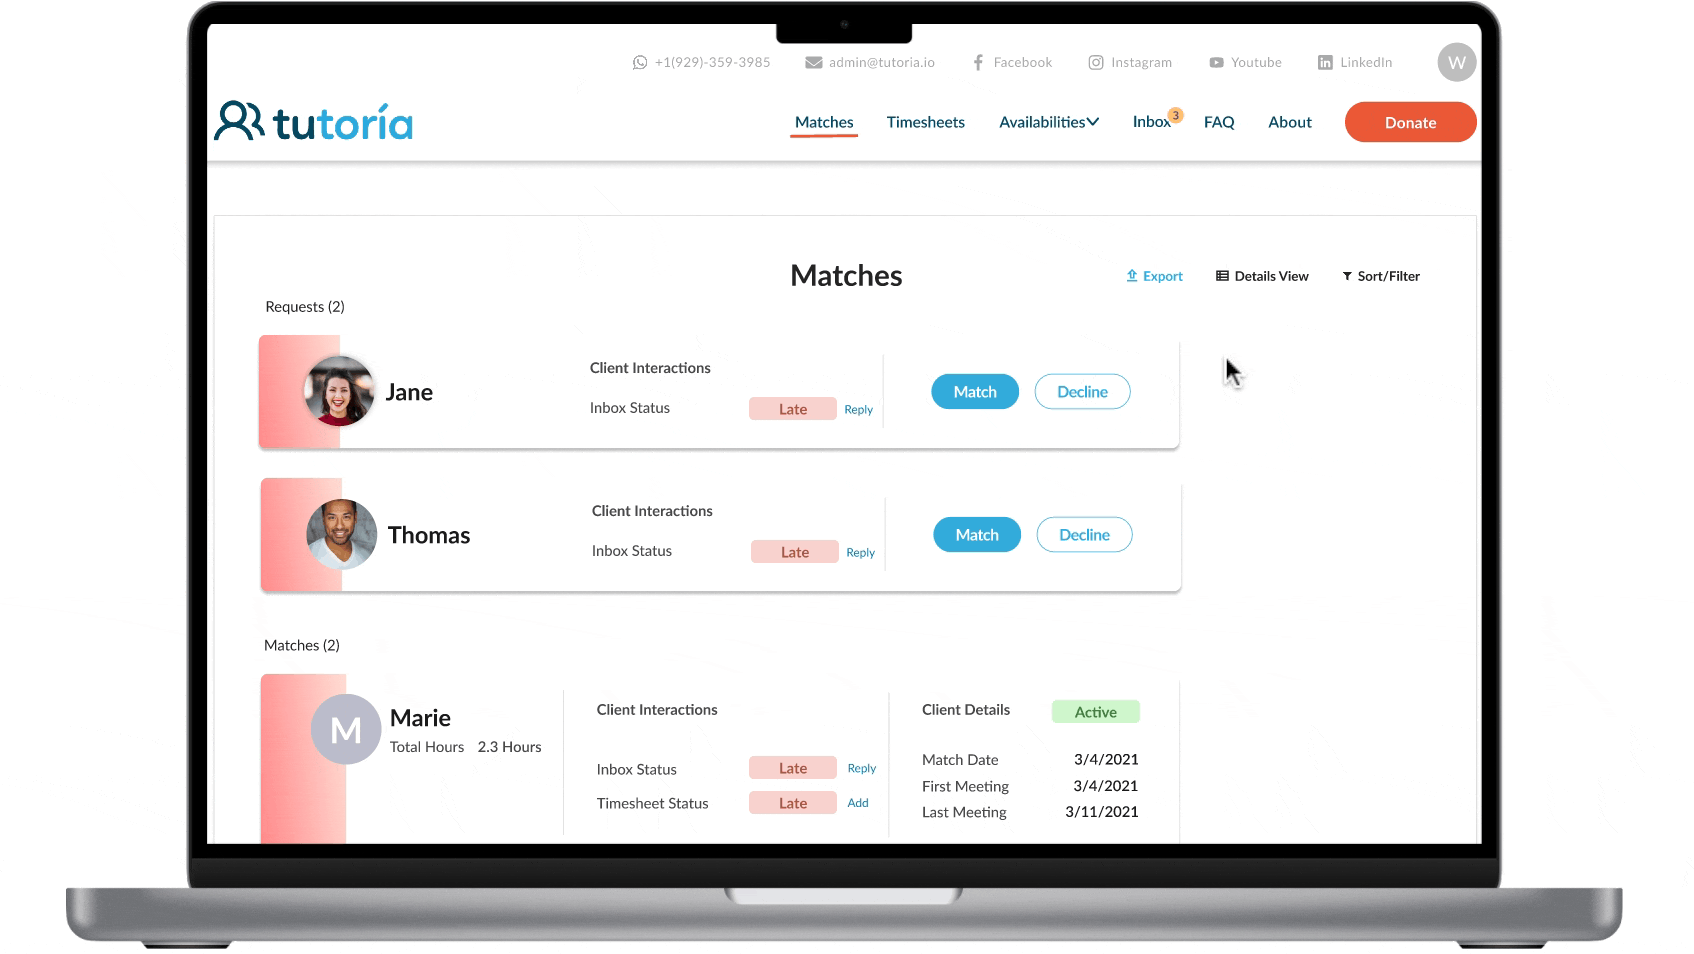 +1(929)-359-3985 admin@tutoria.io Facebook Instagram Youtube LinkedIn W
tutoría Matches Timesheets Availabilities Inbox 3 FAQ About Donate
Matches Export Details View Sort/Filter
Requests (2)
Jane
Client Interactions
Inbox Status Late Reply
Match Decline
Thomas
Client Interactions
Inbox Status Late Reply
Match Decline
Matches (2)
M
Marie
Total Hours 2.3 Hours
Client Interactions
Inbox Status Late Reply
Timesheet Status Late Add
Client Details Active
Match Date 3/4/2021
First Meeting 3/4/2021
Last Meeting 3/11/2021